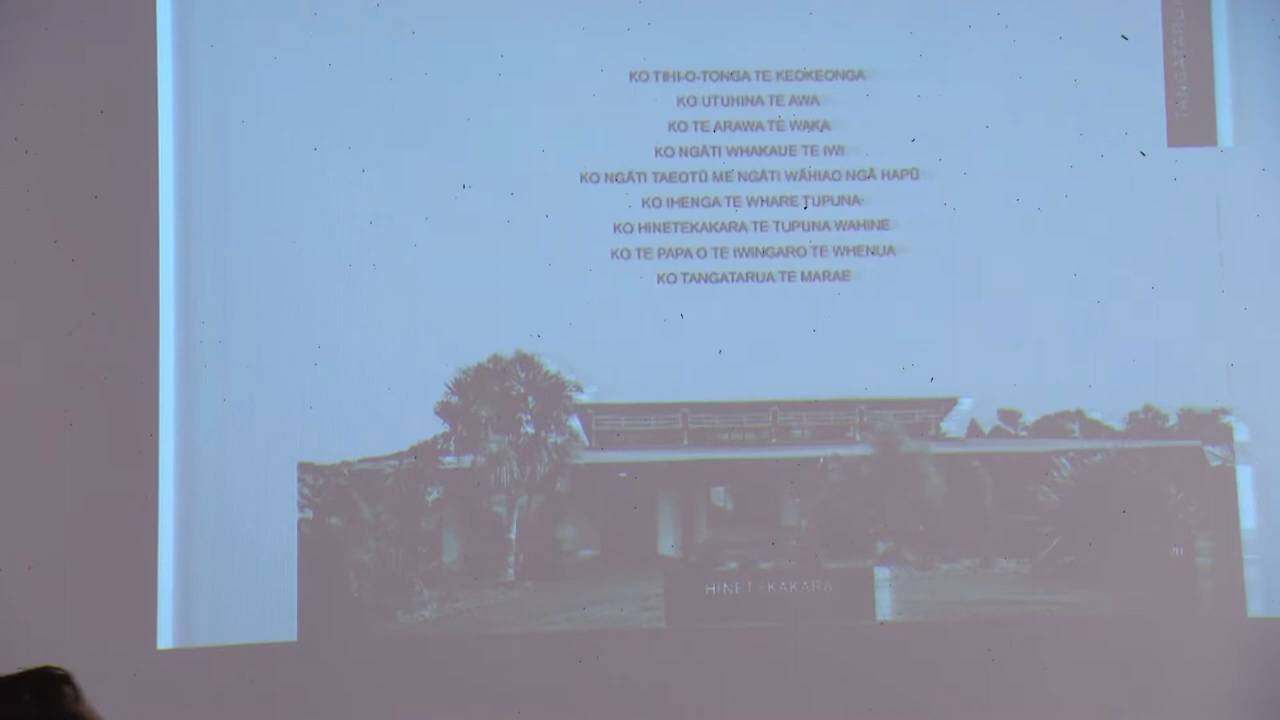 KO TIHI-O-TONGA TE KEOKEONGA
KO UTUHINA TE AWA
KO TE ARAWA TE WAKA
KO NGĀTI WHAKAUE TE IWI
KO NGĀTI TAEOTŪ ME NGĀTI WĀHIAO NGĀ HAPŪ
KO IHENGA TE WHARE TUPUNA
KO HINETEKAKARA TE TUPUNA WAHINE
KO TE PAPA O TE IWINGARO TE WHENUA
KO TANGATARUA TE MARAE
TANGATARUA
HINETEKAKARA